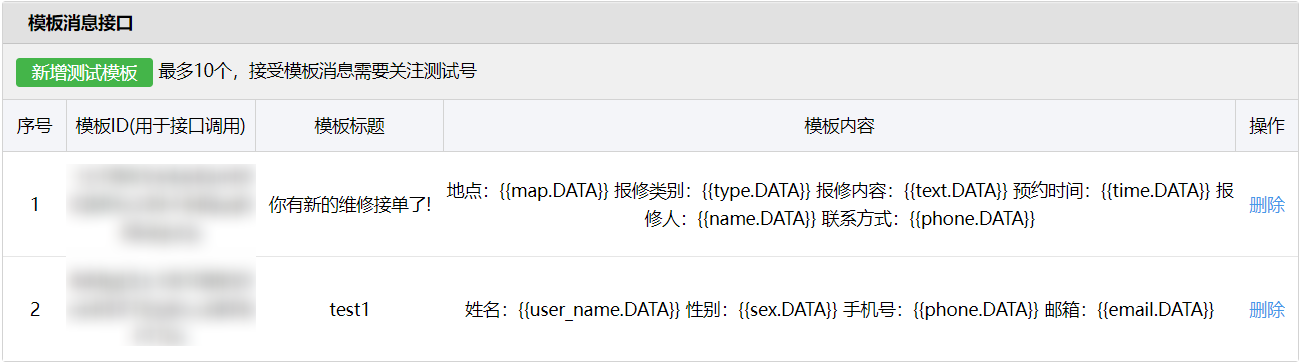 模板消息接口
新增测试模板 最多10个，接受模板消息需要关注测试号
序号 模板ID(用于接口调用) 模板标题 模板内容 操作
1 你有新的维修接单了! 地点：{{map.DATA}} 报修类别：{{type.DATA}} 报修内容：{{text.DATA}} 预约时间：{{time.DATA}} 报
修人：{{name.DATA}} 联系方式：{{phone.DATA}} 删除
2 test1 姓名：{{user_name.DATA}} 性别：{{sex.DATA}} 手机号：{{phone.DATA}} 邮箱：{{email.DATA}} 删除